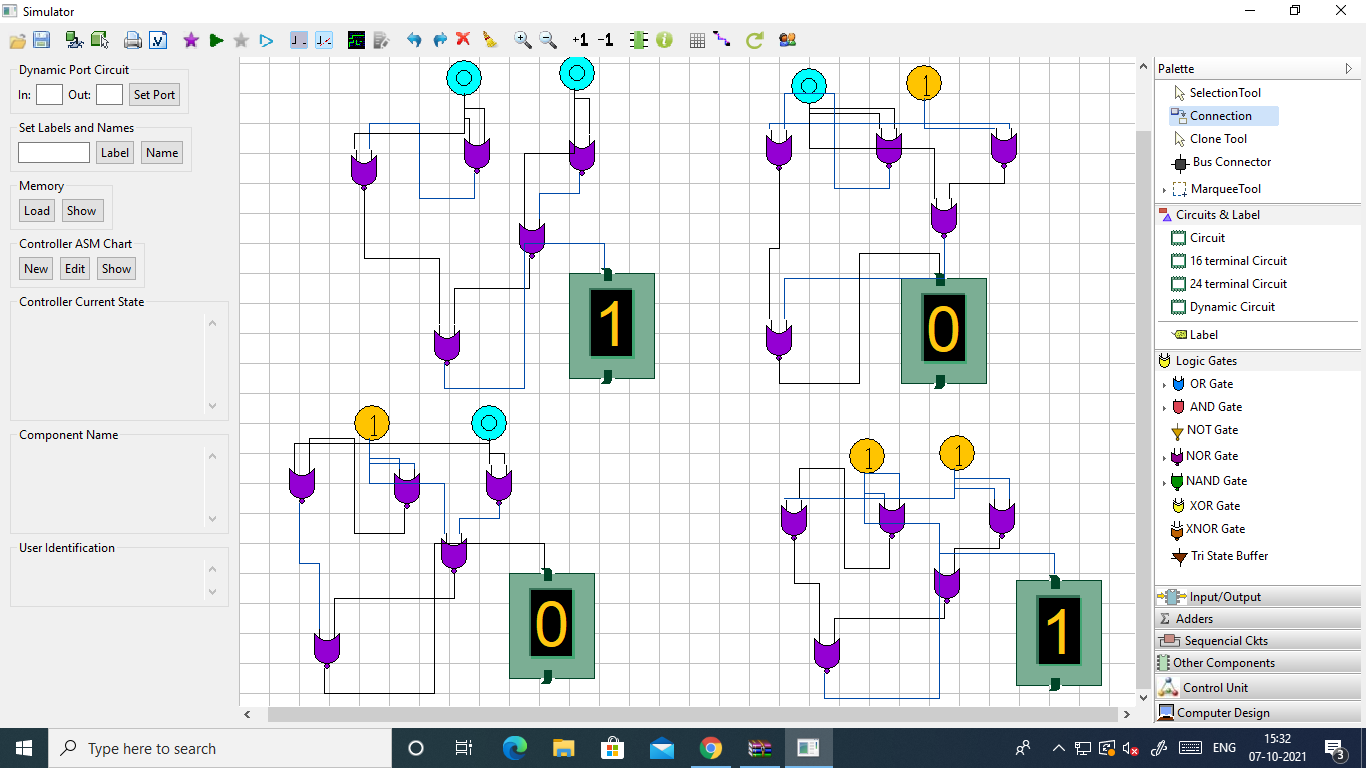 Simulator
+1 -1
Dynamic Port Circuit
In: Out: Set Port
Set Labels and Names
Label Name
Memory
Load Show
Controller ASM Chart
New Edit Show
Controller Current State
Component Name
User Identification
1
1
0
1
0
1
1
1
Palette
SelectionTool
Connection
Clone Tool
Bus Connector
MarqueeTool
Circuits & Label
Circuit
16 terminal Circuit
24 terminal Circuit
Dynamic Circuit
Label
Logic Gates
OR Gate
AND Gate
NOT Gate
NOR Gate
NAND Gate
XOR Gate
XNOR Gate
Tri State Buffer
Input/Output
Σ Adders
Sequencial Ckts
Other Components
Control Unit
Computer Design
Type here to search
ENG
15:32
07-10-2021
3